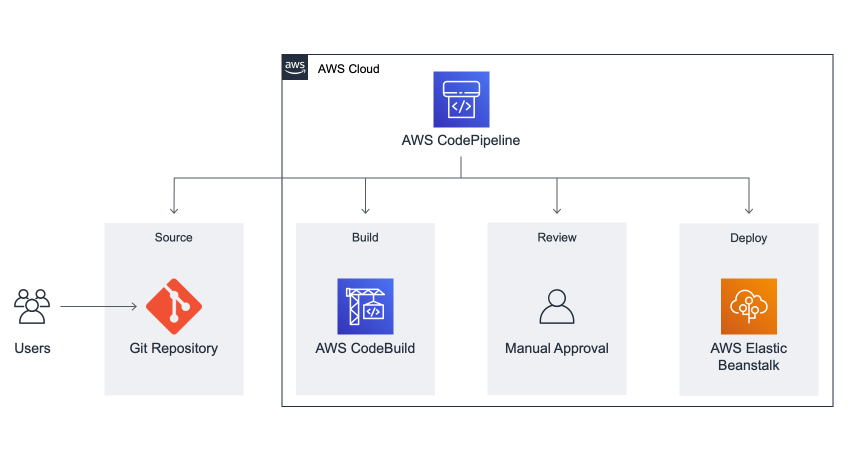 aws
AWS Cloud
</>
AWS CodePipeline
Source
Build
Review
Deploy
</>
Users
Git Repository
AWS CodeBuild
Manual Approval
AWS Elastic
Beanstalk